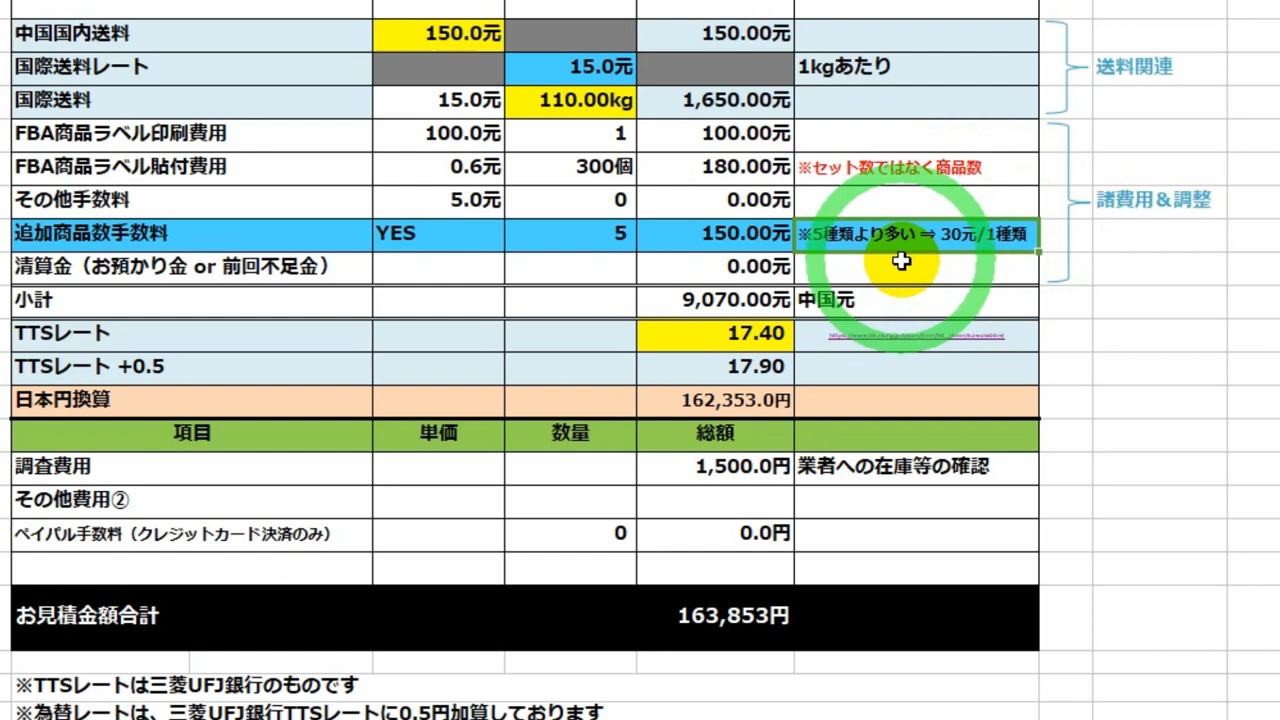 中国国内送料 150.0元 150.00元
国際送料レート 15.0元 1kgあたり
送料関連
国際送料 15.0元 110.00kg 1,650.00元
FBA商品ラベル印刷費用 100.0元 1 100.00元
FBA商品ラベル貼付費用 0.6元 300個 180.00元 ※セット数ではなく商品数
その他手数料 5.0元 0 0.00元
諸費用&調整
追加商品数手数料 YES 5 150.00元 ※5種類より多い ⇒ 30元/1種類
清算金（お預かり金 or 前回不足金） 0.00元
小計 9,070.00元 中国元
TTSレート 17.40
TTSレート +0.5 17.90
日本円換算 162,353.0円
項目 単価 数量 総額
調査費用 1,500.0円 業者への在庫等の確認
その他費用②
ペイパル手数料（クレジットカード決済のみ） 0 0.0円
お見積金額合計 163,853円
※TTSレートは三菱UFJ銀行のものです
※為替レートは、三菱UFJ銀行TTSレートに0.5円加算しております